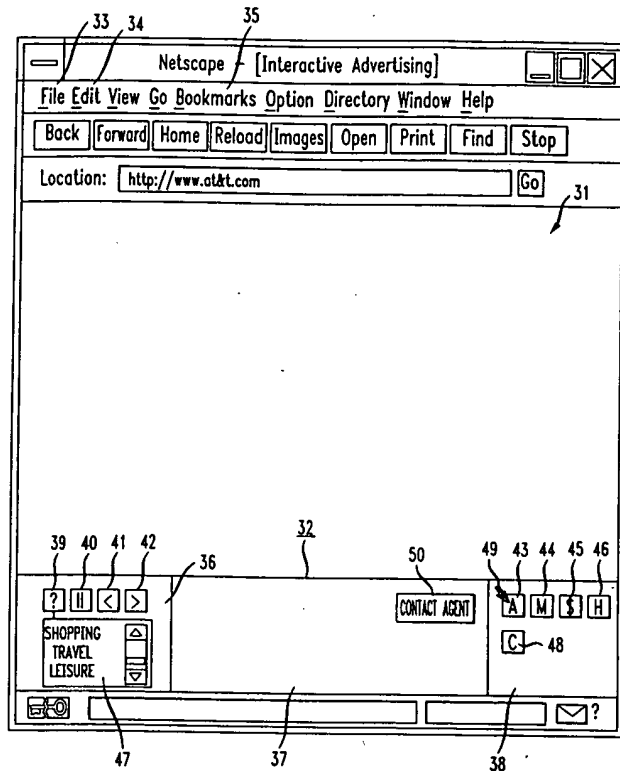 33 34 35
Netscape - [Interactive Advertising]
File Edit View Go Bookmarks Option Directory Window Help
Back Forward Home Reload Images Open Print Find Stop
Location: http://www.at&t.com Go
31
39 40 41 42 36 32 50 49 43 44 45 46
? || < > CONTACT AGENT A M $ H
SHOPPING
TRAVEL
LEISURE
C 48
?
47 37 38